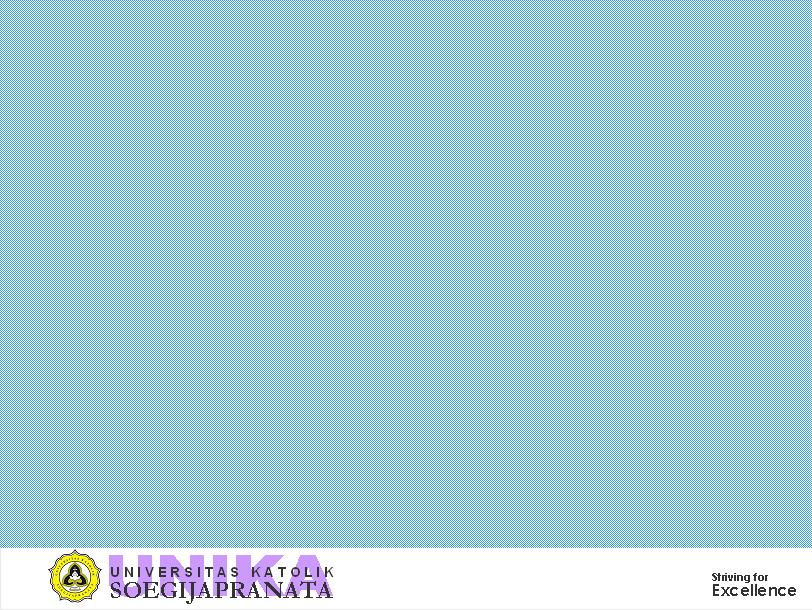 UNIKA
UNIVERSITAS KATOLIK
SOEGIJAPRANATA
Striving for
Excellence